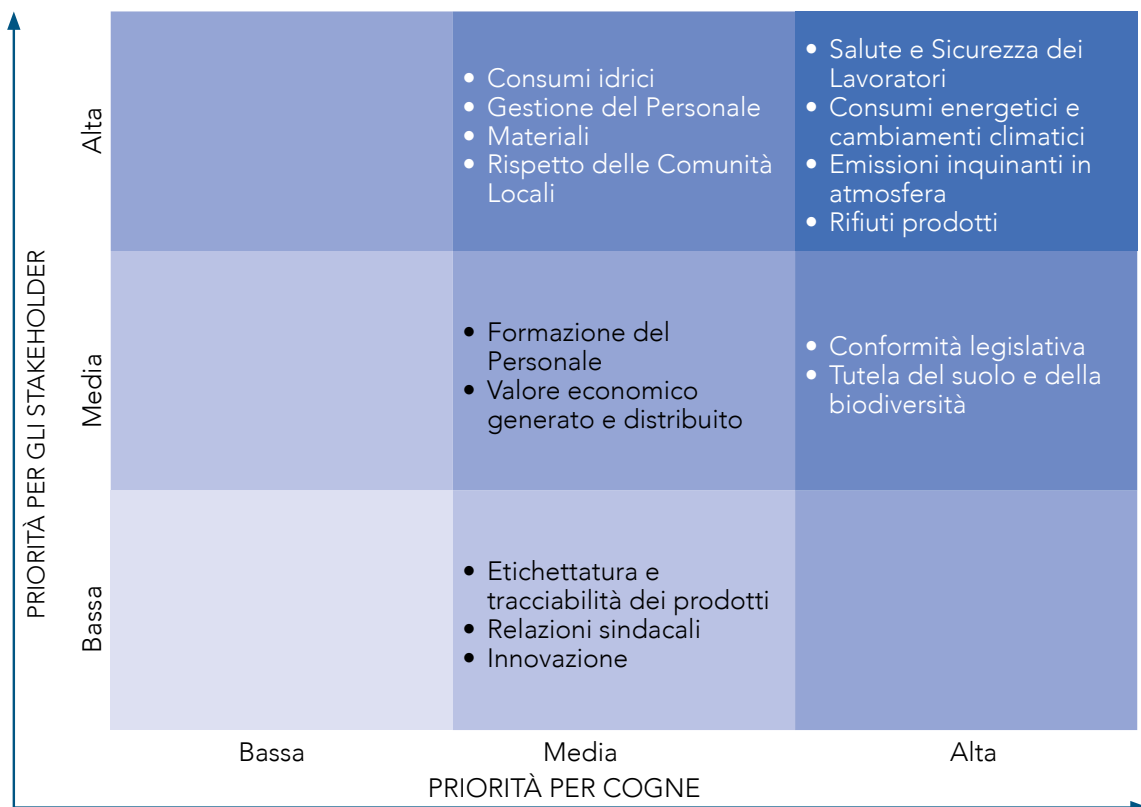 PRIORITÀ PER GLI STAKEHOLDER
Alta
• Consumi idrici
• Gestione del Personale
• Materiali
• Rispetto delle Comunità
Locali
• Salute e Sicurezza dei
Lavoratori
• Consumi energetici e
cambiamenti climatici
• Emissioni inquinanti in
atmosfera
• Rifiuti prodotti
Media
• Formazione del
Personale
• Valore economico
generato e distribuito
• Conformità legislativa
• Tutela del suolo e della
biodiversità
Bassa
• Etichettatura e
tracciabilità dei prodotti
• Relazioni sindacali
• Innovazione
Bassa
Media
Alta
PRIORITÀ PER COGNE